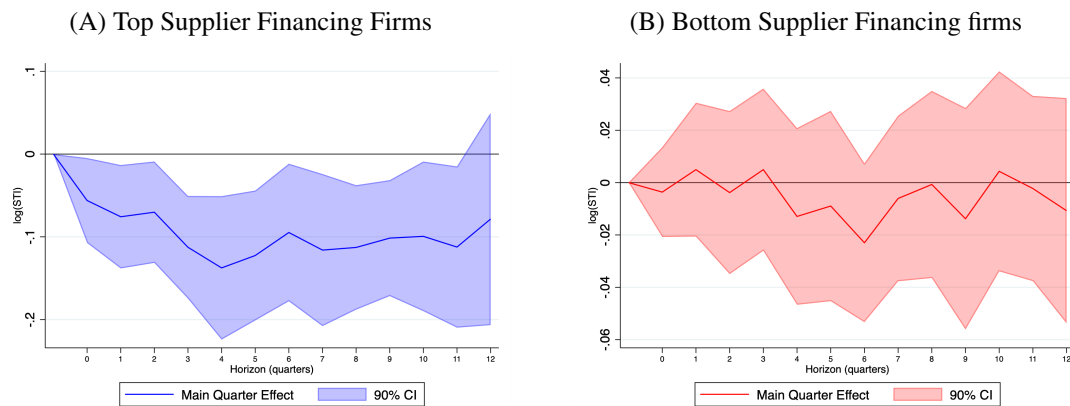 (A) Top Supplier Financing Firms
.1
0
-.1
-.2
log(STI)
0 1 2 3 4 5 6 7 8 9 10 11 12
Horizon (quarters)
Main Quarter Effect 90% CI
(B) Bottom Supplier Financing firms
.04
.02
0
-.02
-.04
-.06
log(STI)
0 1 2 3 4 5 6 7 8 9 10 11 12
Horizon (quarters)
Main Quarter Effect 90% CI